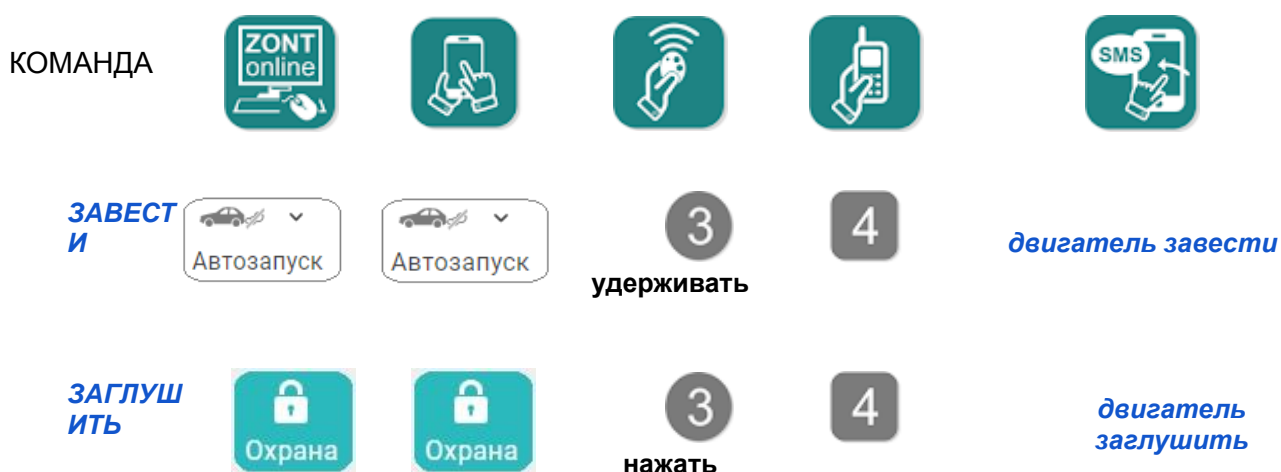 КОМАНДА
ZONT
online
SMS
ЗАВЕСТ
И
Автозапуск
Автозапуск
3
удерживать
4
двигатель завести
ЗАГЛУШ
ИТЬ
Охрана
Охрана
3
нажать
4
двигатель
заглушить